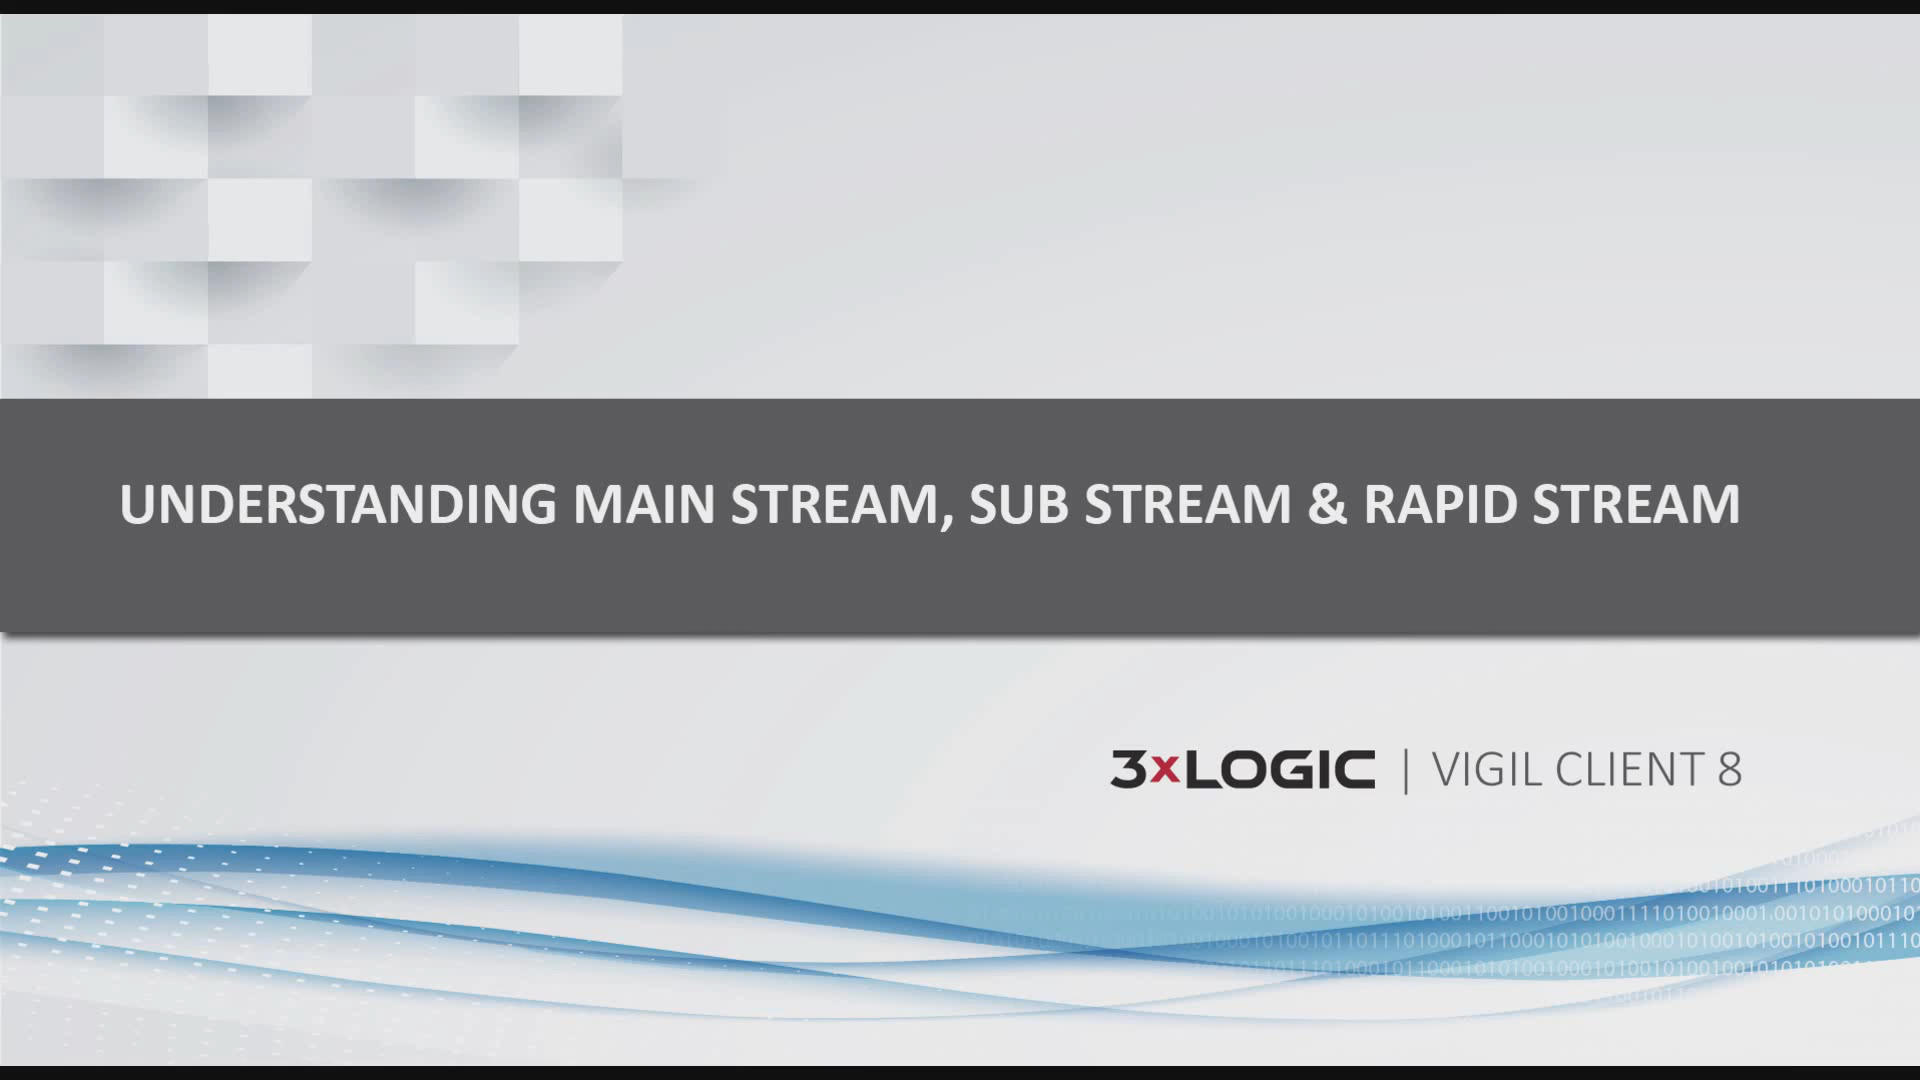 UNDERSTANDING MAIN STREAM, SUB STREAM & RAPID STREAM
3xLOGIC | VIGIL CLIENT 8